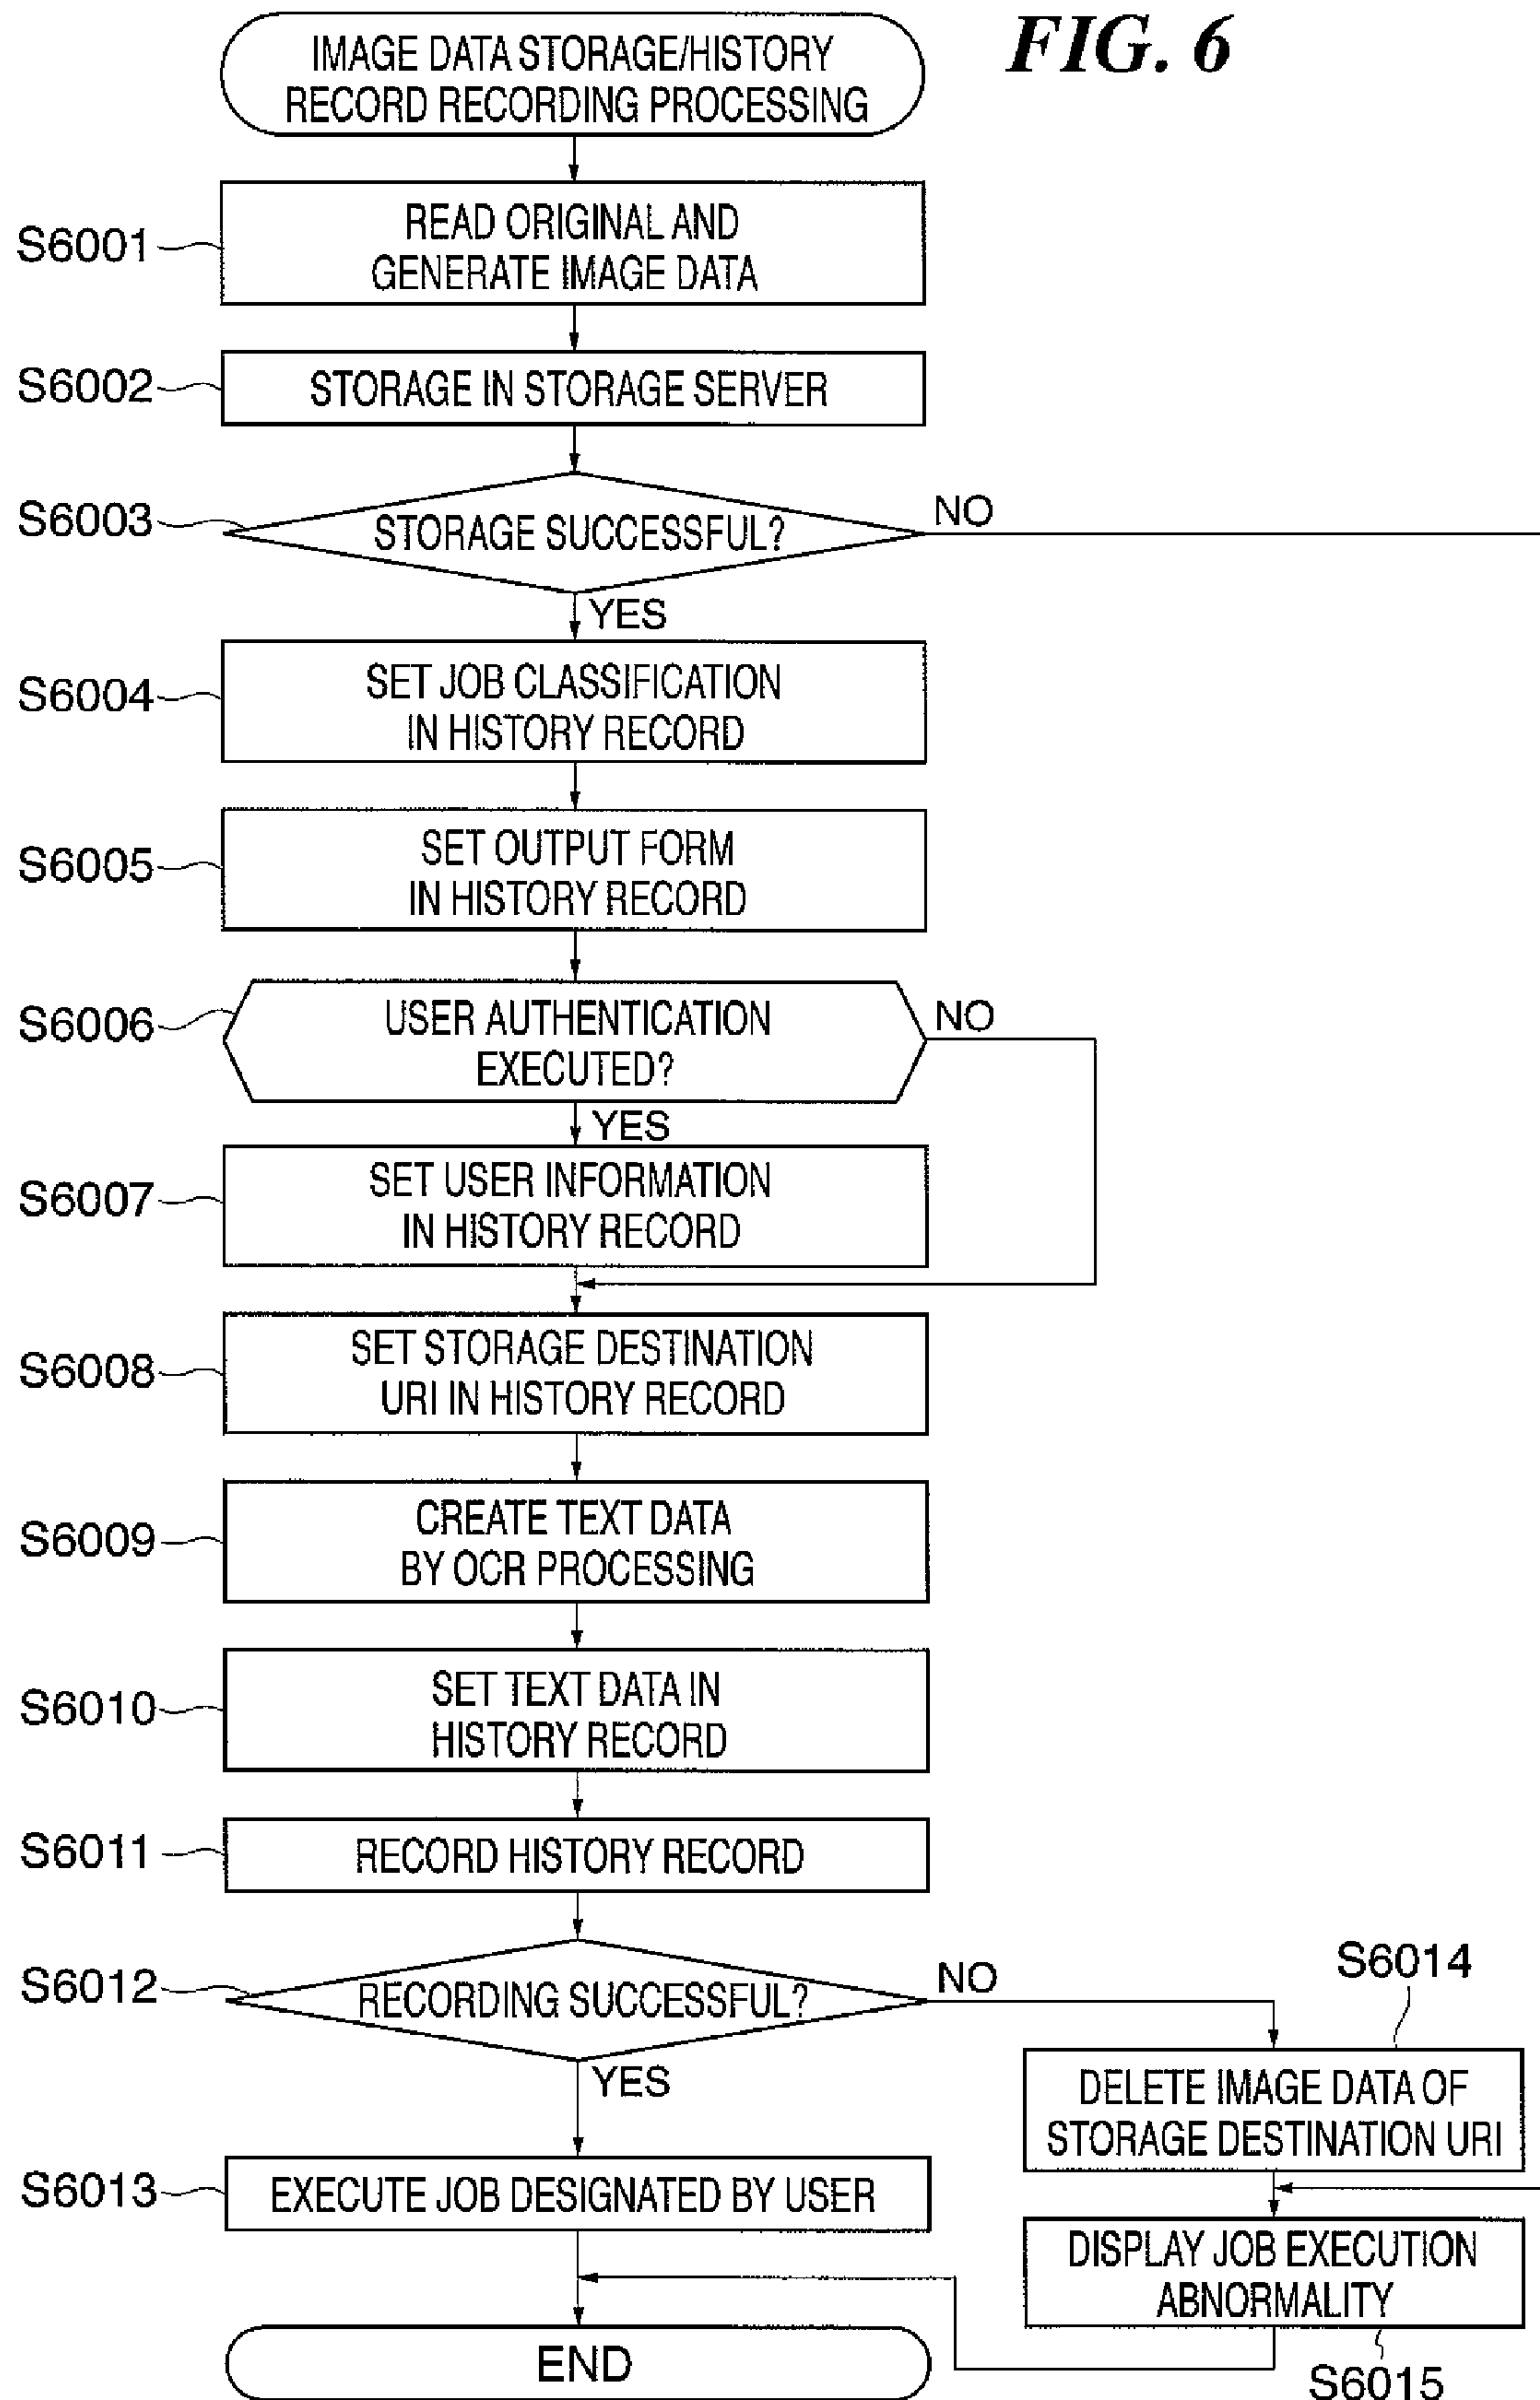 FIG. 6
IMAGE DATA STORAGE/HISTORY
RECORD RECORDING PROCESSING
S6001
READ ORIGINAL AND
GENERATE IMAGE DATA
S6002
STORAGE IN STORAGE SERVER
S6003
STORAGE SUCCESSFUL?
NO
YES
S6004
SET JOB CLASSIFICATION
IN HISTORY RECORD
S6005
SET OUTPUT FORM
IN HISTORY RECORD
S6006
USER AUTHENTICATION
EXECUTED?
NO
YES
S6007
SET USER INFORMATION
IN HISTORY RECORD
S6008
SET STORAGE DESTINATION
URI IN HISTORY RECORD
S6009
CREATE TEXT DATA
BY OCR PROCESSING
S6010
SET TEXT DATA IN
HISTORY RECORD
S6011
RECORD HISTORY RECORD
S6012
RECORDING SUCCESSFUL?
NO
YES
S6014
DELETE IMAGE DATA OF
STORAGE DESTINATION URI
S6013
EXECUTE JOB DESIGNATED BY USER
DISPLAY JOB EXECUTION
ABNORMALITY
S6015
END